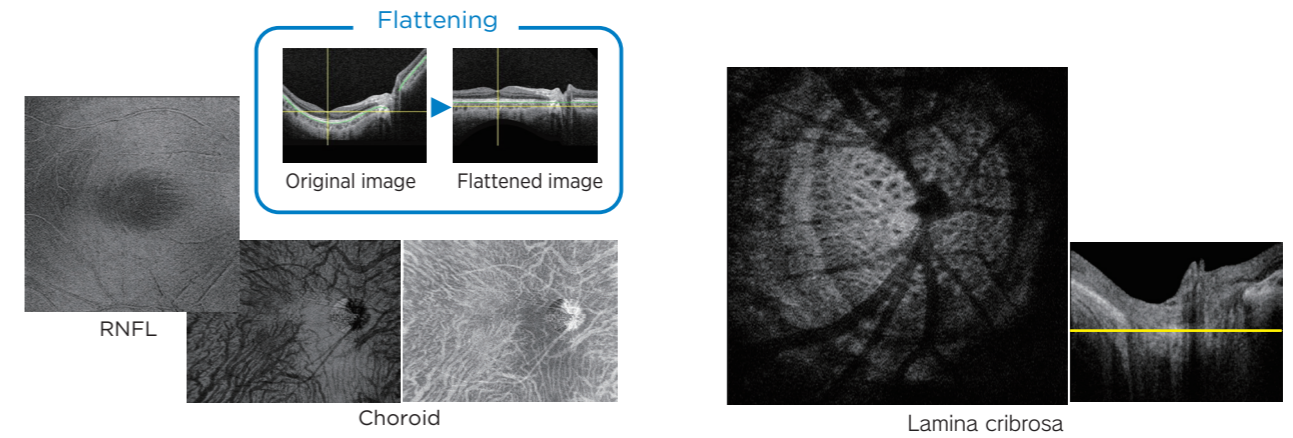 Flattening
Original image
Flattened image
RNFL
Choroid
Lamina cribrosa